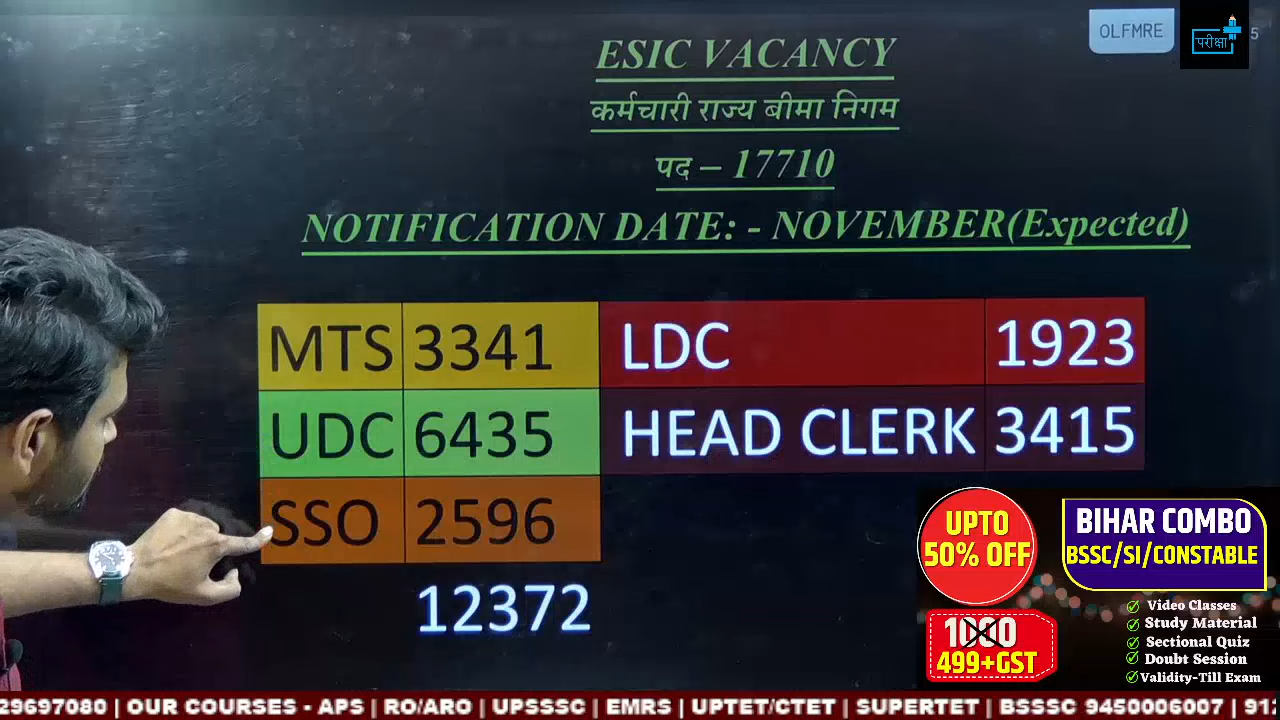 OLFMRE
परीक्षा
5
ESIC VACANCY
कर्मचारी राज्य बीमा निगम
पद – 17710
NOTIFICATION DATE: - NOVEMBER(Expected)
MTS 3341 LDC 1923
UDC 6435 HEAD CLERK 3415
SSO 2596
12372
UPTO
50% OFF
1000
499+GST
BIHAR COMBO
BSSC/SI/CONSTABLE
Video Classes
Study Material
Sectional Quiz
Doubt Session
Validity-Till Exam
29697080 | OUR COURSES - APS | RO/ARO | UPSSSC | EMRS | UPTET/CTET | SUPERTET | BSSSC 9450006007 | 912